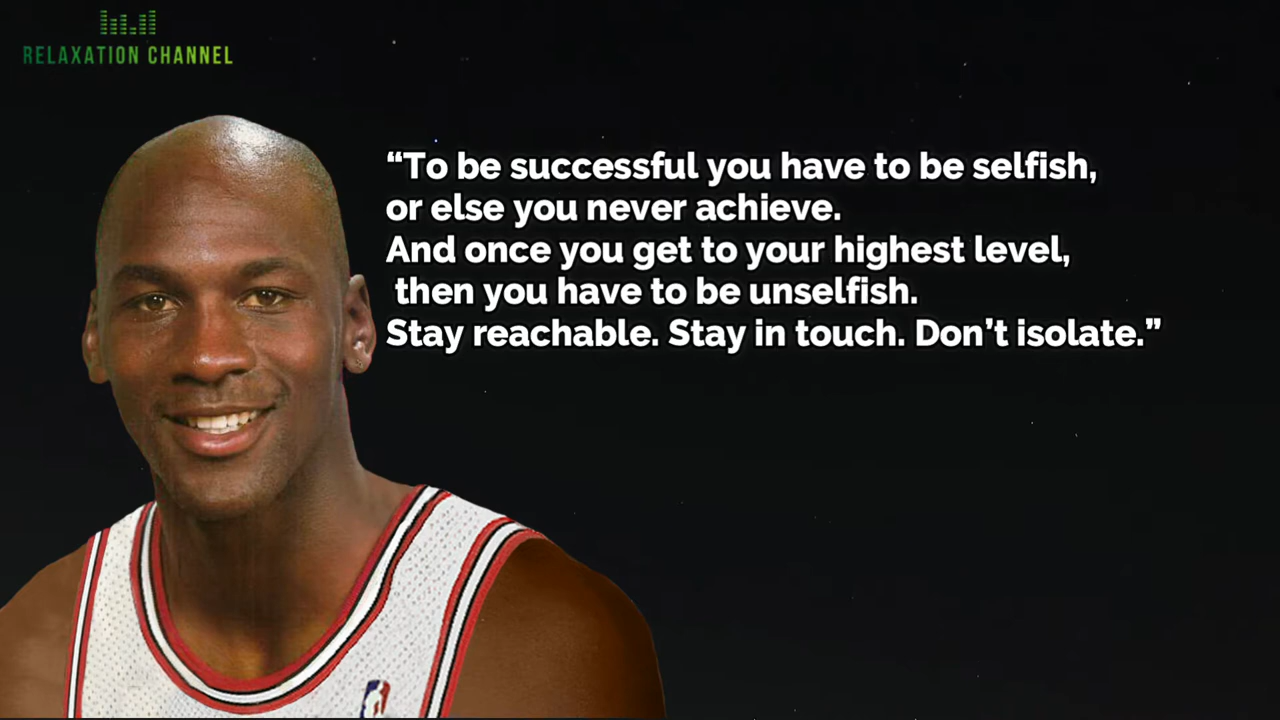 RELAXATION CHANNEL
“To be successful you have to be selfish,
or else you never achieve.
And once you get to your highest level,
then you have to be unselfish.
Stay reachable. Stay in touch. Don’t isolate.”